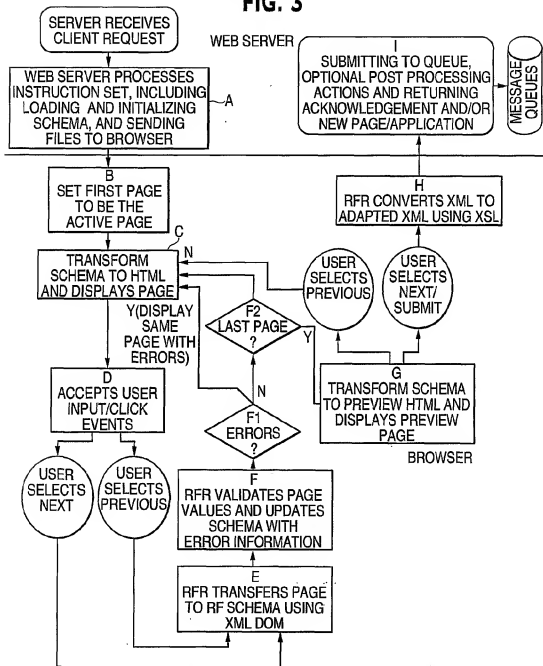 FIG. 3
SERVER RECEIVES
CLIENT REQUEST
WEB SERVER
WEB SERVER PROCESSES
INSTRUCTION SET, INCLUDING
LOADING AND INITIALIZING
SCHEMA, AND SENDING
FILES TO BROWSER
A
I
SUBMITTING TO QUEUE,
OPTIONAL POST PROCESSING
ACTIONS AND RETURNING
ACKNOWLEDGEMENT AND/OR
NEW PAGE/APPLICATION
MESSAGE
QUEUES
B
SET FIRST PAGE
TO BE THE
ACTIVE PAGE
H
RFR CONVERTS XML TO
ADAPTED XML USING XSL
C
TRANSFORM
SCHEMA TO HTML
AND DISPLAYS PAGE
N
USER
SELECTS
PREVIOUS
USER
SELECTS
NEXT/
SUBMIT
Y(DISPLAY
SAME
PAGE WITH
ERRORS)
F2
LAST PAGE
?
Y
N
G
TRANSFORM SCHEMA
TO PREVIEW HTML AND
DISPLAYS PREVIEW
PAGE
BROWSER
D
ACCEPTS USER
INPUT/CLICK
EVENTS
F1
ERRORS
?
USER
SELECTS
NEXT
USER
SELECTS
PREVIOUS
F
RFR VALIDATES PAGE
VALUES AND UPDATES
SCHEMA WITH
ERROR INFORMATION
E
RFR TRANSFERS PAGE
TO RF SCHEMA USING
XML DOM